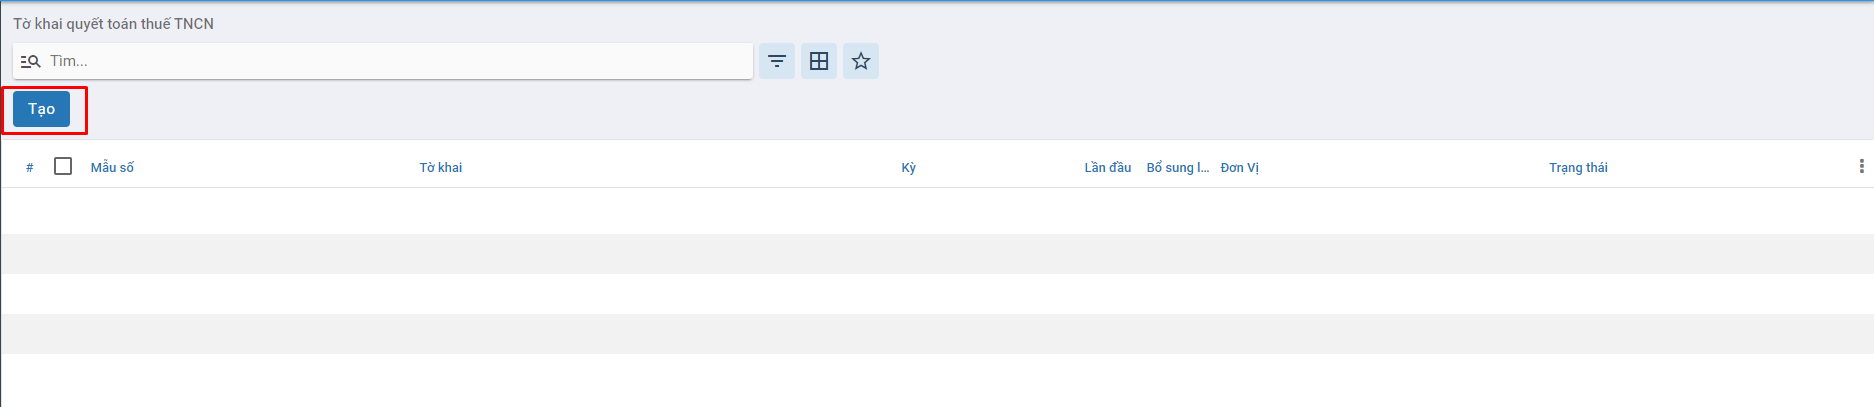 Tờ khai quyết toán thuế TNCN
Tìm...
Tạo
# Mẫu số Tờ khai Kỳ Lần đầu Bổ sung l... Đơn Vị Trạng thái